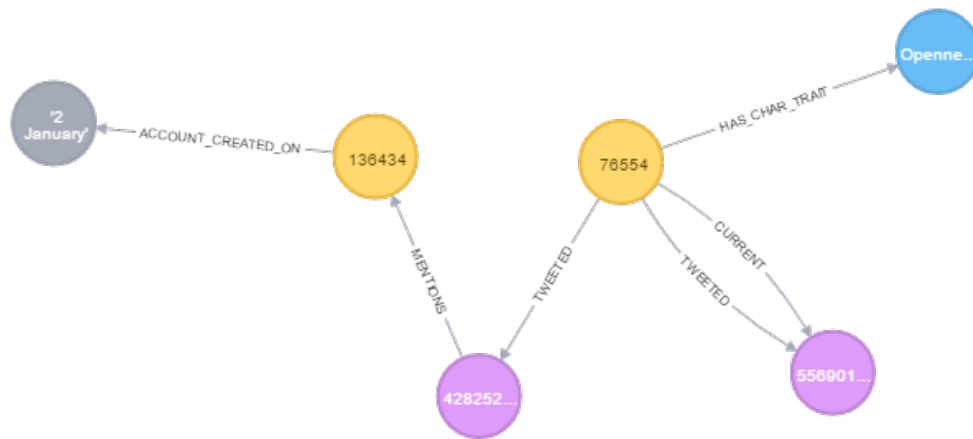 Openne...
'2
January'
ACCOUNT_CREATED_ON
136434
76554
HAS_CHAR_TRAIT
MENTIONS
TWEETED
CURRENT
TWEETED
428252...
556901...